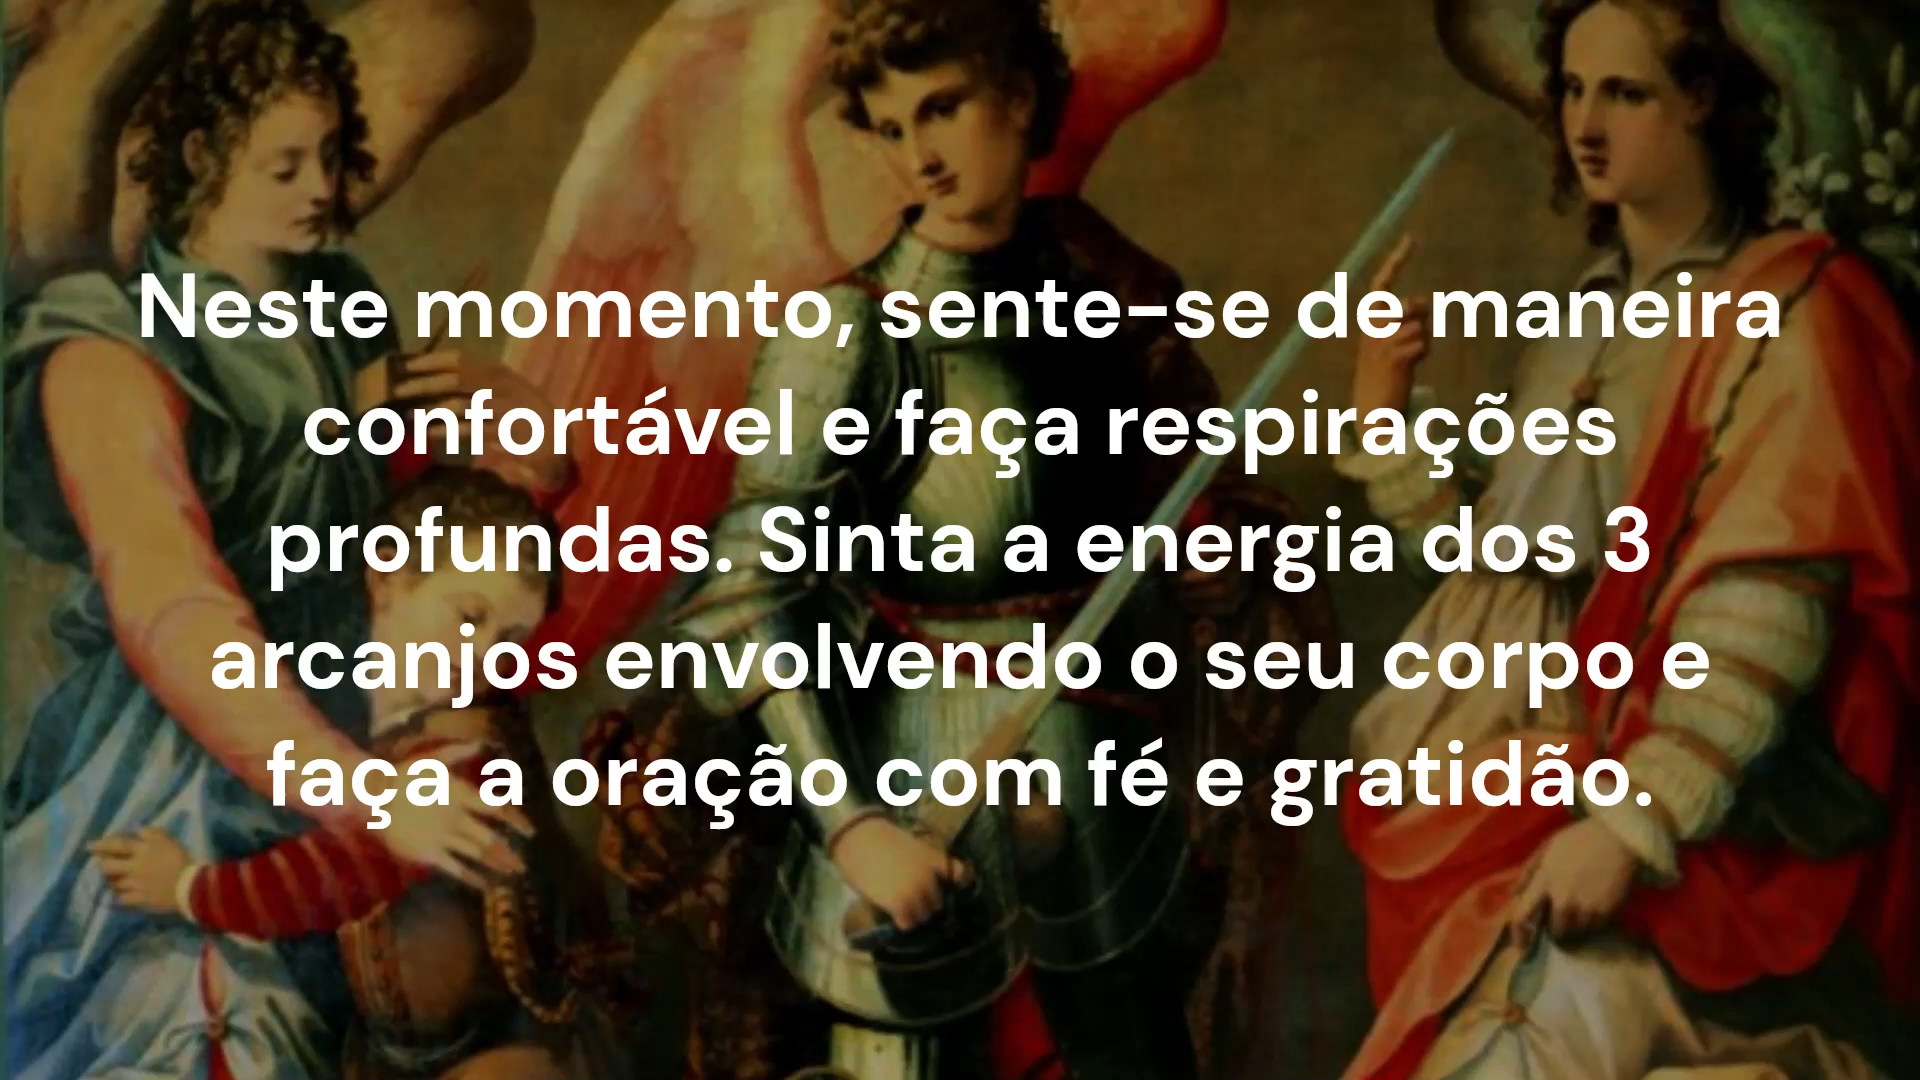 Neste momento, sente-se de maneira
confortável e faça respirações
profundas. Sinta a energia dos 3
arcanjos envolvendo o seu corpo e
faça a oração com fé e gratidão.